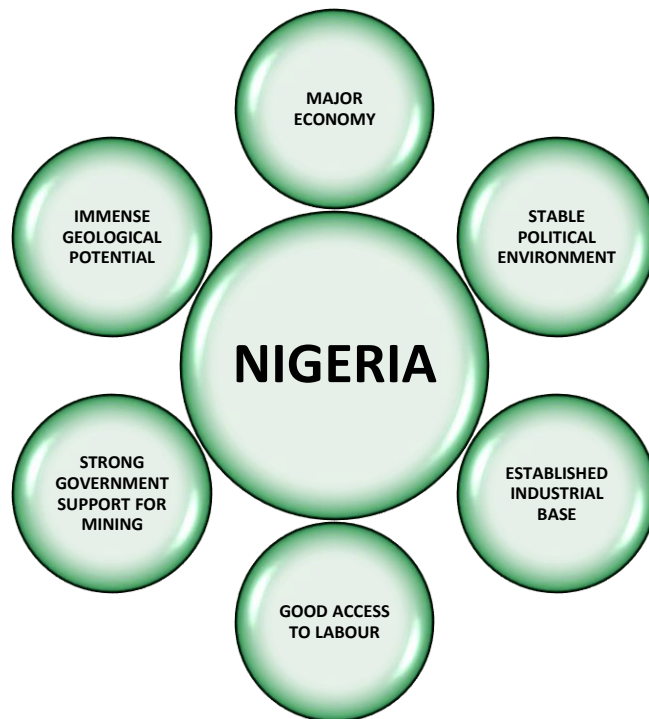 MAJOR
ECONOMY
IMMENSE
GEOLOGICAL
POTENTIAL
STABLE
POLITICAL
ENVIRONMENT
NIGERIA
STRONG
GOVERNMENT
SUPPORT FOR
MINING
ESTABLISHED
INDUSTRIAL
BASE
GOOD ACCESS
TO LABOUR